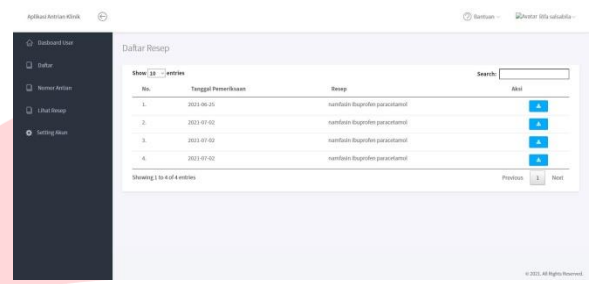 Aplikasi Antrian Klinik
Bantuan
Avatar Rifa salsabila
Dasboard User
Daftar
Nomer Antian
Lihat Resep
Setting Akun
Daftar Resep
Show 10 entries
Search:
No. Tanggal Pemeriksaan Resep Aksi
1. 2021-06-25 namfasin ibuprofen paracetamol
2. 2021-07-02 namfasin ibuprofen paracetamol
3. 2021-07-02 namfasin ibuprofen paracetamol
4. 2021-07-02 namfasin ibuprofen paracetamol
Showing 1 to 4 of 4 entries
Previous 1 Next
© 2021. All Rights Reserved.